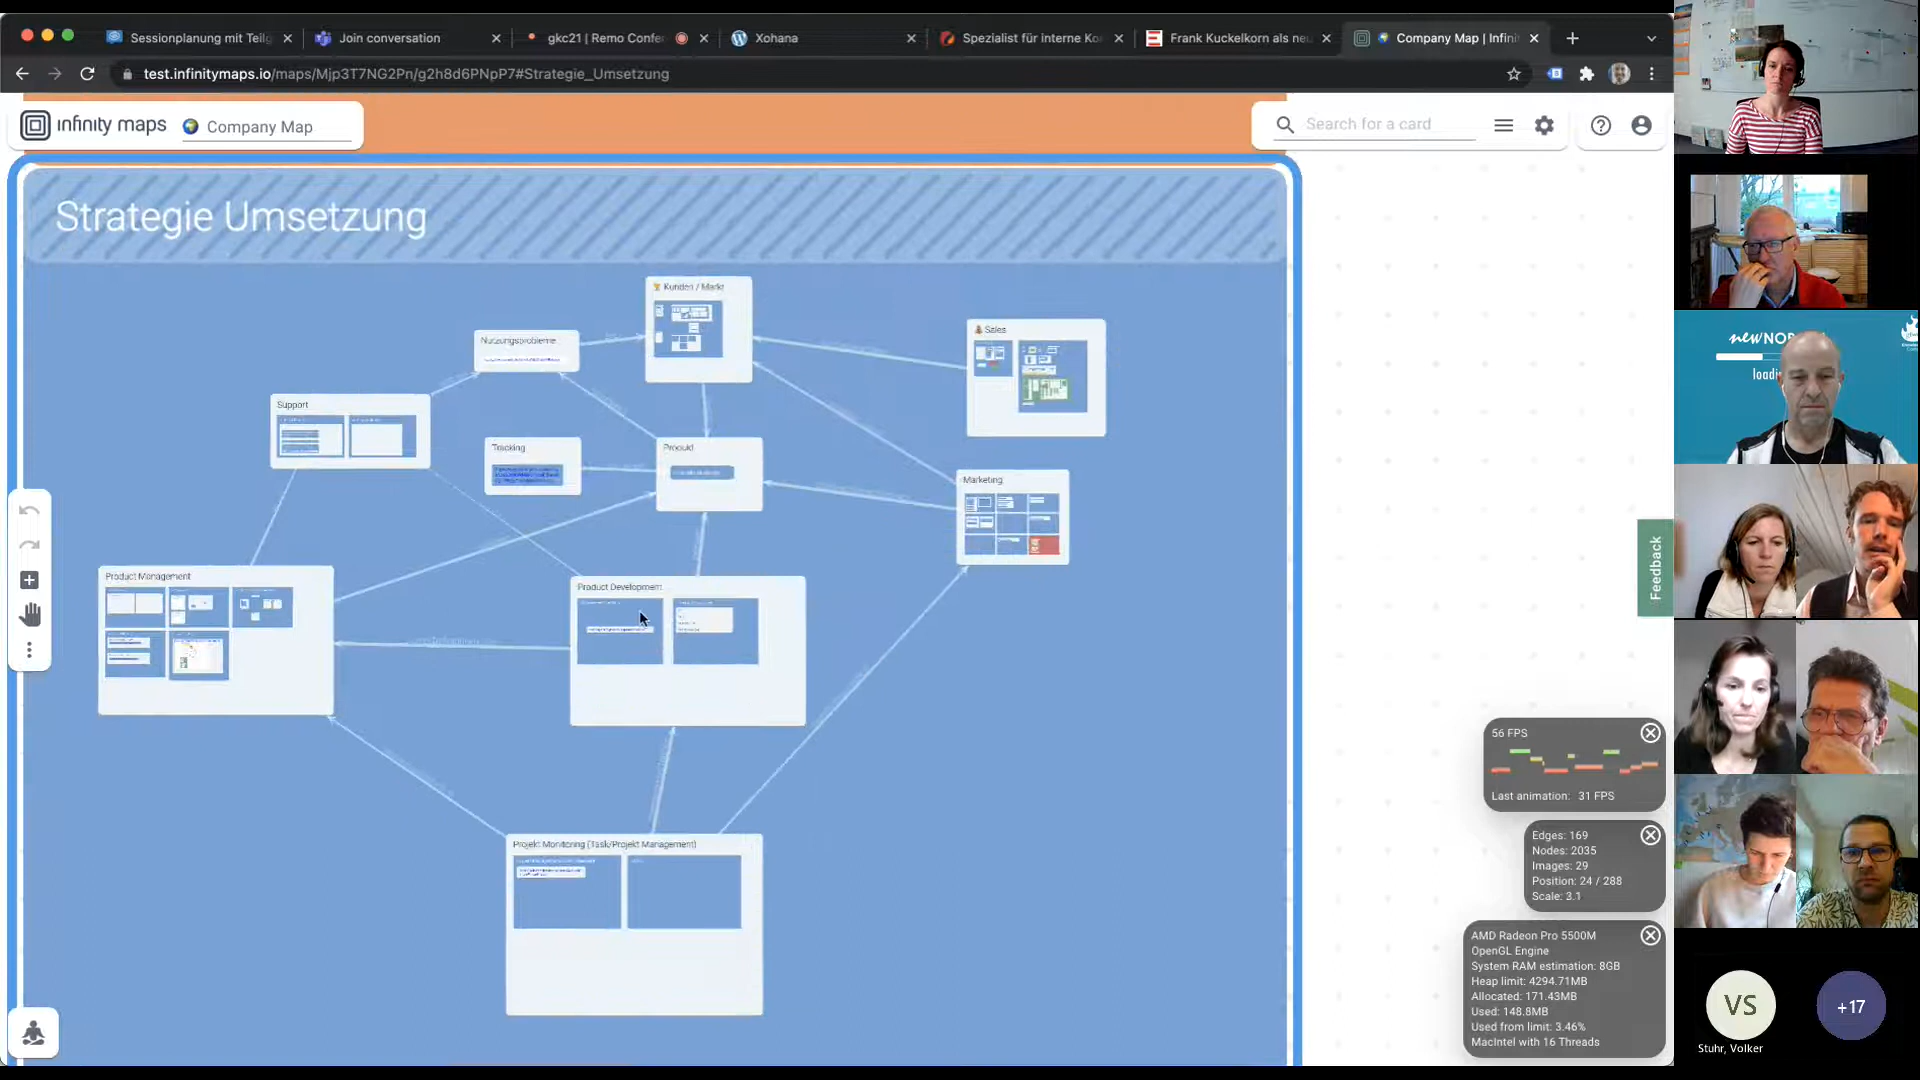 Sessionplanung mit Teilg
Join conversation
gkc21 | Remo Confe
Xohana
Spezialist für interne Ko
Frank Kuckelkorn als neu
Company Map | Infini
test.infinitymaps.io/maps/Mjp3T7NG2Pn/g2h8d6PNpP7#Strategie_Umsetzung
infinity maps
Company Map
Search for a card
Strategie Umsetzung
Kunden / Markt
Nutzungsprobleme
Sales
Support
Tracking
Produkt
Marketing
Product Management
Product Development
Projekt Monitoring (Task/Projekt Management)
Feedback
56 FPS
Last animation: 31 FPS
Edges: 169
Nodes: 2035
Images: 29
Position: 24 / 288
Scale: 3.1
AMD Radeon Pro 5500M
OpenGL Engine
System RAM estimation: 8GB
Heap limit: 4294.71MB
Allocated: 171.43MB
Used: 148.8MB
Used from limit: 3.46%
MacIntel with 16 Threads
VS
+17
Stuhr, Volker